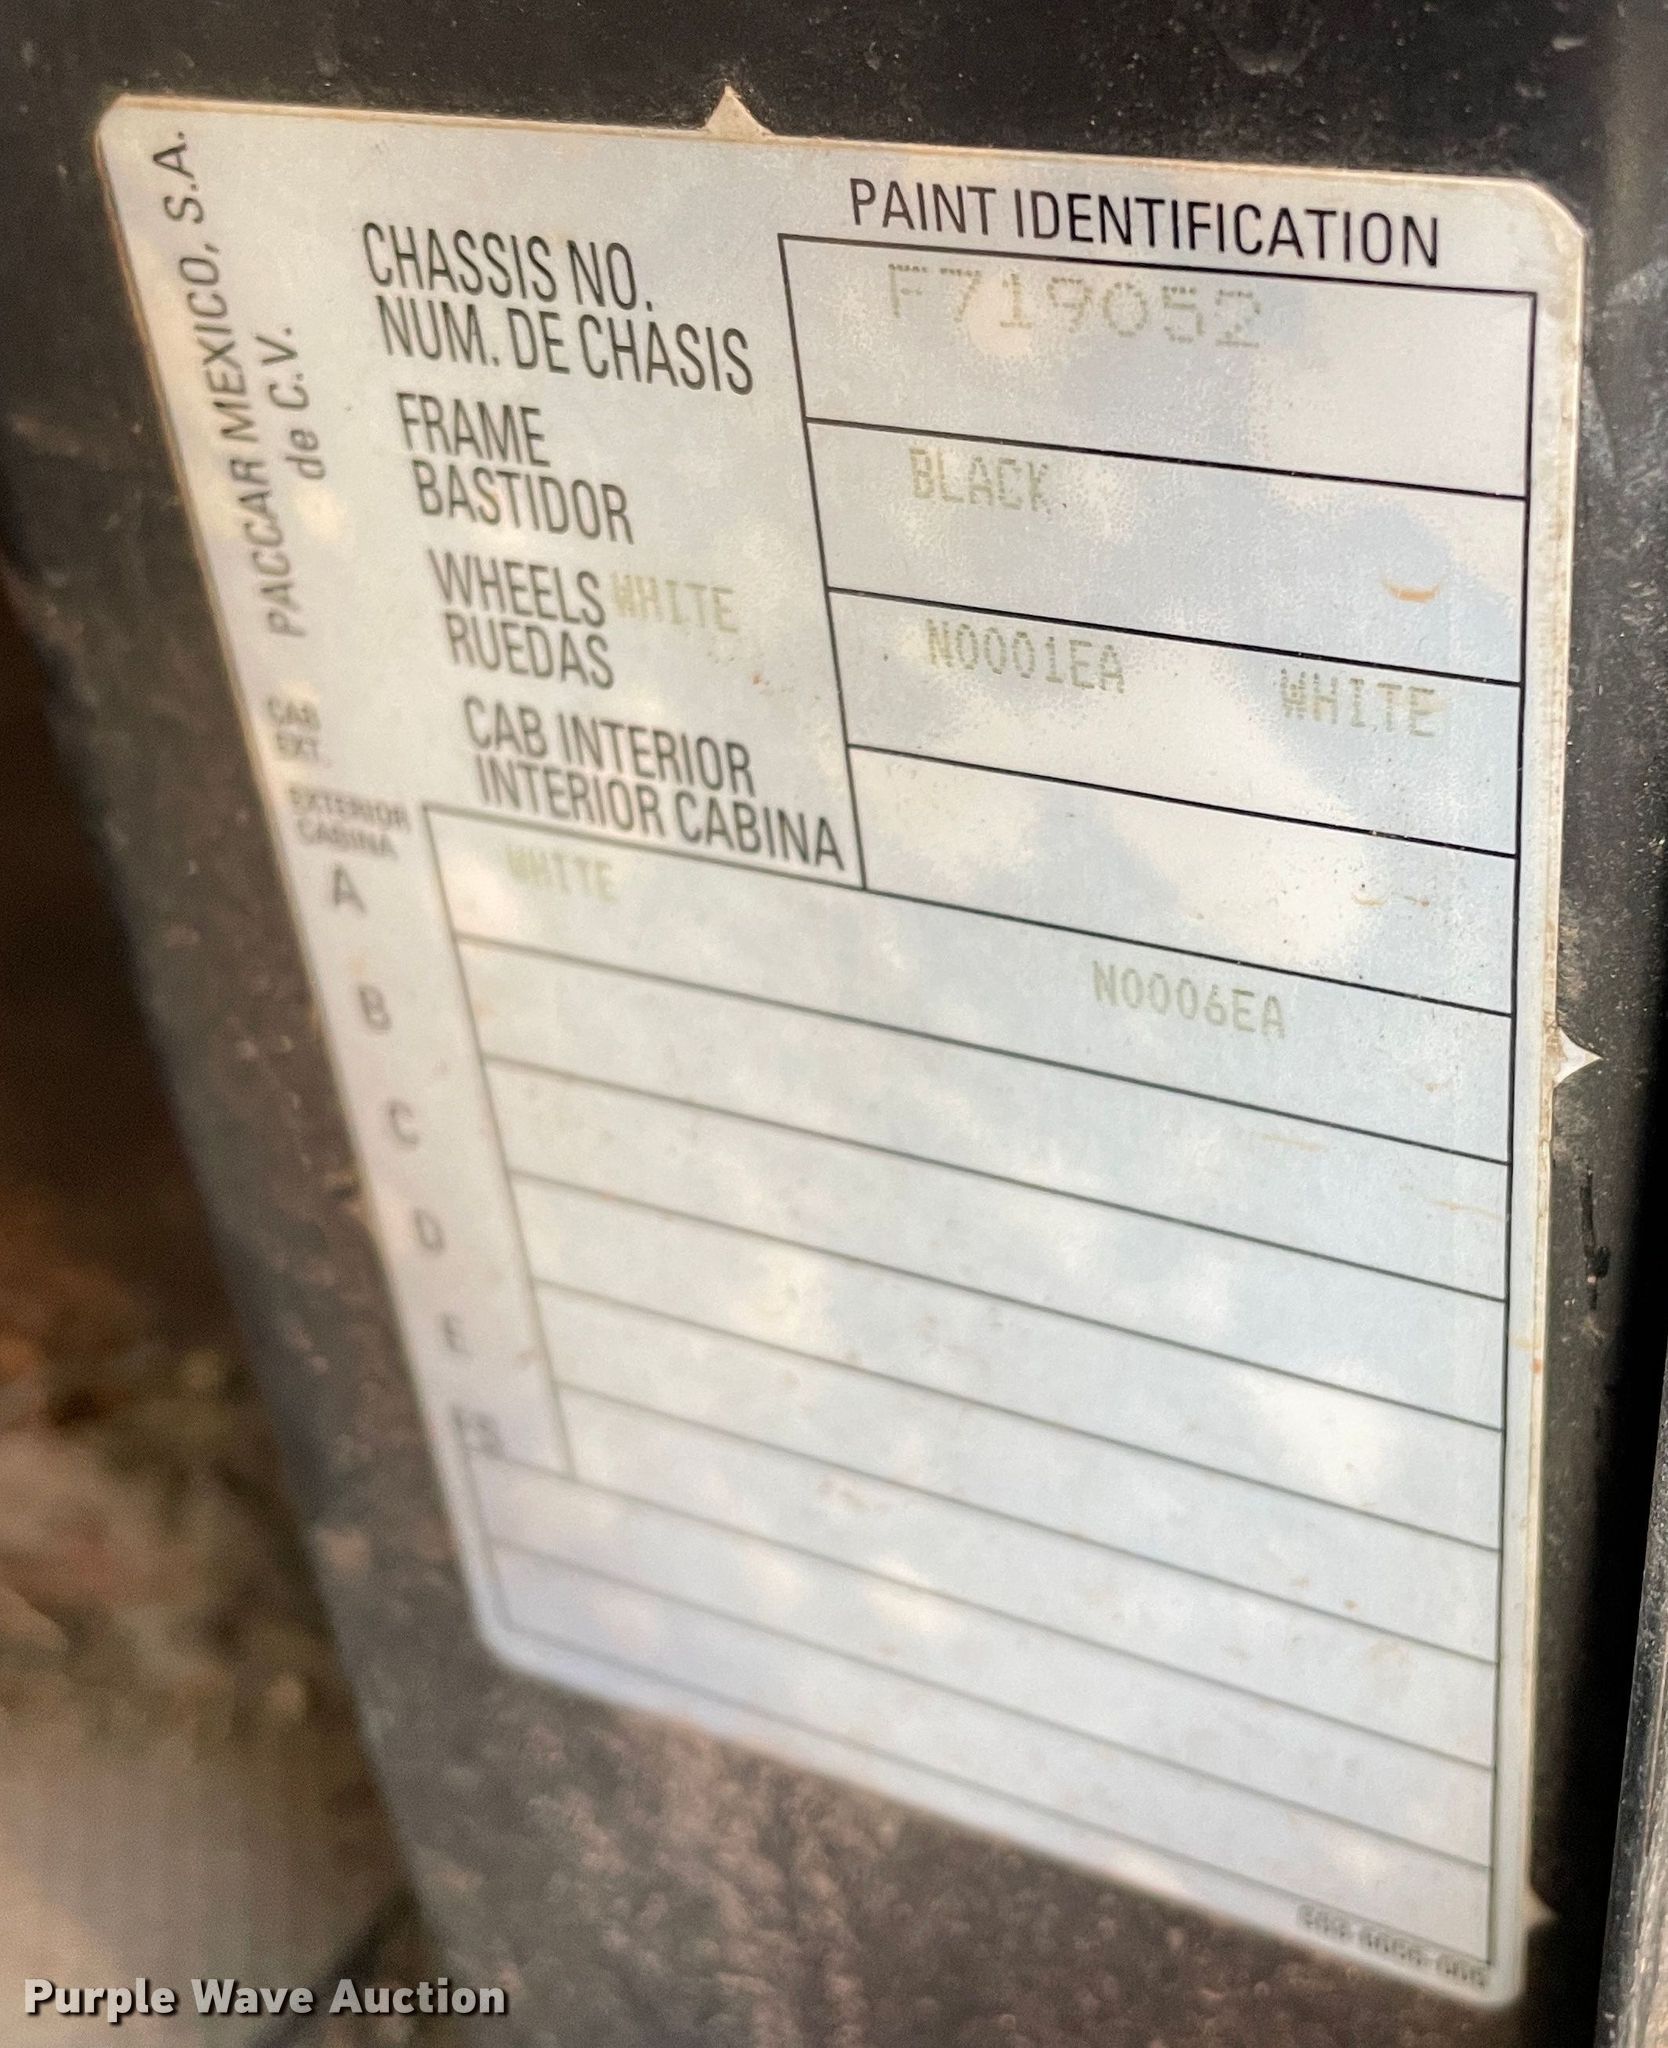 PACCAR MEXICO, S.A.
de C.V.
PAINT IDENTIFICATION
CHASSIS NO.
NUM. DE CHASIS
F719052
FRAME
BASTIDOR
BLACK
WHEELS WHITE
RUEDAS
N0001EA WHITE
CAB INTERIOR
INTERIOR CABINA
CAB
EXT.
EXTERIOR
CABINA
A
WHITE
N0006EA
B
C
D
E
Purple Wave Auction